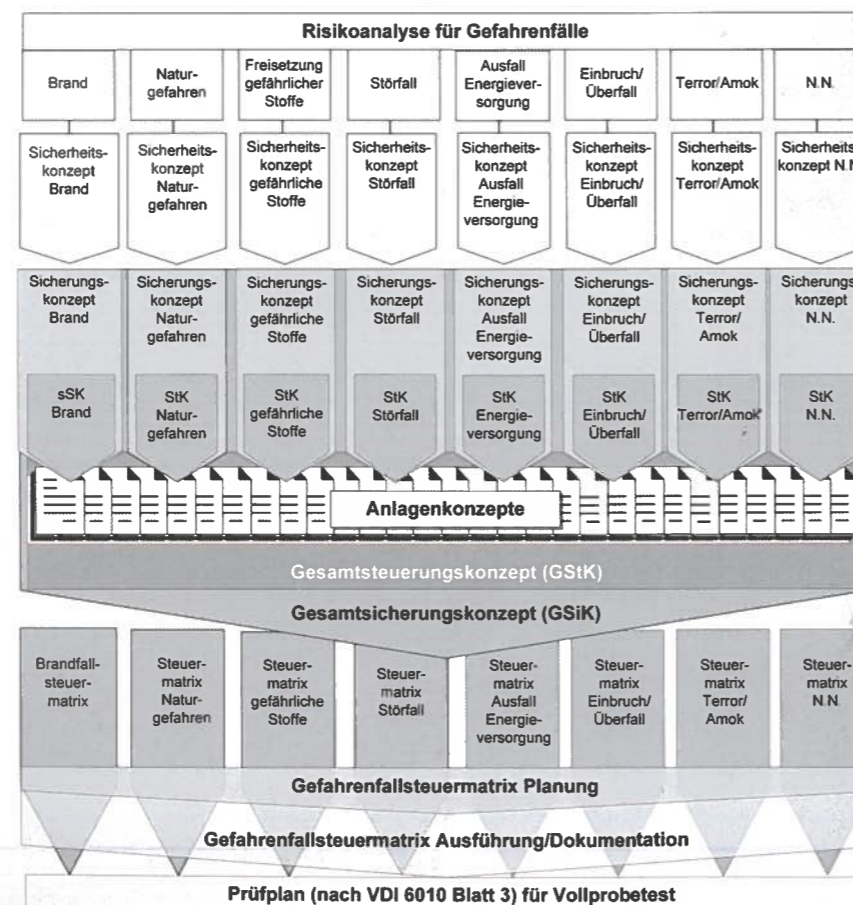 Risikoanalyse für Gefahrenfälle
Brand
Natur-
gefahren
Freisetzung
gefährlicher
Stoffe
Störfall
Ausfall
Energiever-
sorgung
Einbruch/
Überfall
Terror/Amok
N.N.
Sicherheits-
konzept
Brand
Sicherheits-
konzept
Natur-
gefahren
Sicherheits-
konzept
gefährliche
Stoffe
Sicherheits-
konzept
Störfall
Sicherheits-
konzept
Ausfall
Energie-
versorgung
Sicherheits-
konzept
Einbruch/
Überfall
Sicherheits-
konzept
Terror/Amok
Sicherheits
konzept N.N
Sicherungs-
konzept
Brand
Sicherungs-
konzept
Natur-
gefahren
Sicherungs-
konzept
gefährliche
Stoffe
Sicherungs-
konzept
Störfall
Sicherungs-
konzept
Ausfall
Energie-
versorgung
Sicherungs-
konzept
Einbruch/
Überfall
Sicherungs-
konzept
Terror/
Amok
Sicherungs
konzept
N.N.
sSK
Brand
StK
Natur-
gefahren
StK
gefährliche
Stoffe
StK
Störfall
StK
Energie-
versorgung
StK
Einbruch/
Überfall
StK
Terror/Amok
StK
N.N.
Anlagenkonzepte
Gesamtsteuerungskonzept (GStK)
Gesamtsicherungskonzept (GSiK)
Brandfall-
steuer-
matrix
Steuer-
matrix
Natur-
gefahren
Steuer-
matrix
gefährliche
Stoffe
Steuer-
matrix
Störfall
Steuer-
matrix
Ausfall
Energie-
versorgung
Steuer-
matrix
Einbruch/
Überfall
Steuer-
matrix
Terror/
Amok
Steuer-
matrix
N.N.
Gefahrenfallsteuermatrix Planung
Gefahrenfallsteuermatrix Ausführung/Dokumentation
Prüfplan (nach VDI 6010 Blatt 3) für Vollprobetest